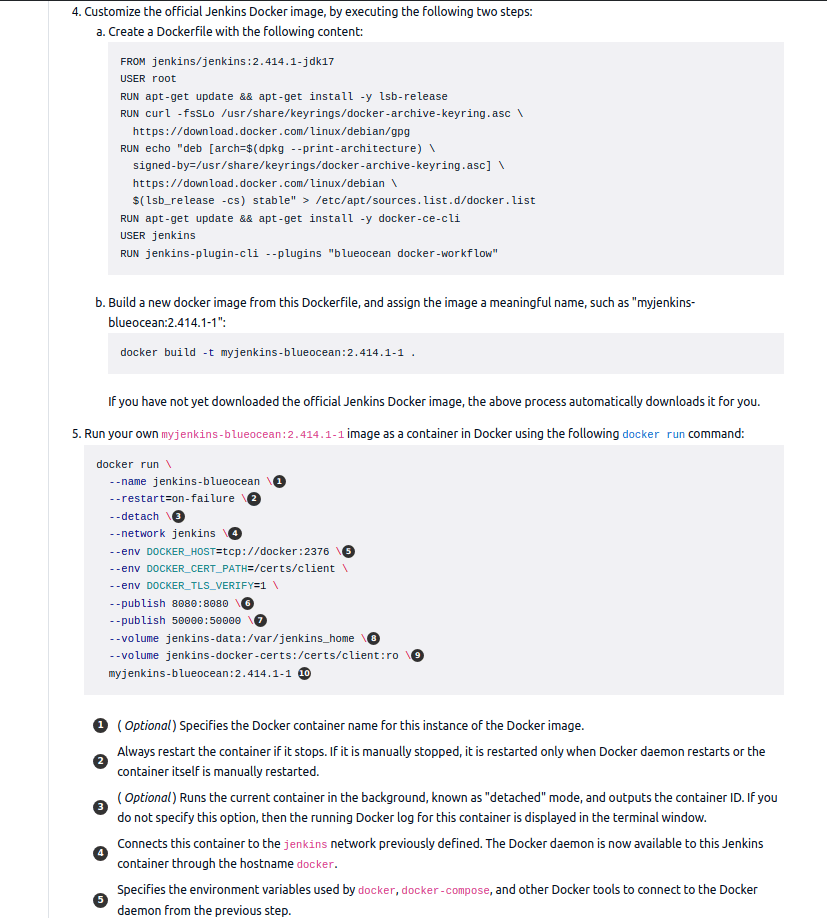 4. Customize the official Jenkins Docker image, by executing the following two steps:
a. Create a Dockerfile with the following content:
FROM jenkins/jenkins:2.414.1-jdk17
USER root
RUN apt-get update && apt-get install -y lsb-release
RUN curl -fsSLo /usr/share/keyrings/docker-archive-keyring.asc \
https://download.docker.com/linux/debian/gpg
RUN echo "deb [arch=$(dpkg --print-architecture) \
signed-by=/usr/share/keyrings/docker-archive-keyring.asc] \
https://download.docker.com/linux/debian \
$(lsb_release -cs) stable" > /etc/apt/sources.list.d/docker.list
RUN apt-get update && apt-get install -y docker-ce-cli
USER jenkins
RUN jenkins-plugin-cli --plugins "blueocean docker-workflow"
b. Build a new docker image from this Dockerfile, and assign the image a meaningful name, such as "myjenkins-
blueocean:2.414.1-1":
docker build -t myjenkins-blueocean:2.414.1-1 .
If you have not yet downloaded the official Jenkins Docker image, the above process automatically downloads it for you.
5. Run your own myjenkins-blueocean:2.414.1-1 image as a container in Docker using the following docker run command:
docker run \
--name jenkins-blueocean \ 1
--restart=on-failure \ 2
--detach \ 3
--network jenkins \ 4
--env DOCKER_HOST=tcp://docker:2376 \ 5
--env DOCKER_CERT_PATH=/certs/client \
--env DOCKER_TLS_VERIFY=1 \
--publish 8080:8080 \ 6
--publish 50000:50000 \ 7
--volume jenkins-data:/var/jenkins_home \ 8
--volume jenkins-docker-certs:/certs/client:ro \ 9
myjenkins-blueocean:2.414.1-1 10
1 ( Optional ) Specifies the Docker container name for this instance of the Docker image.
2 Always restart the container if it stops. If it is manually stopped, it is restarted only when Docker daemon restarts or the
container itself is manually restarted.
3 ( Optional ) Runs the current container in the background, known as "detached" mode, and outputs the container ID. If you
do not specify this option, then the running Docker log for this container is displayed in the terminal window.
4 Connects this container to the jenkins network previously defined. The Docker daemon is now available to this Jenkins
container through the hostname docker.
5 Specifies the environment variables used by docker, docker-compose, and other Docker tools to connect to the Docker
daemon from the previous step.